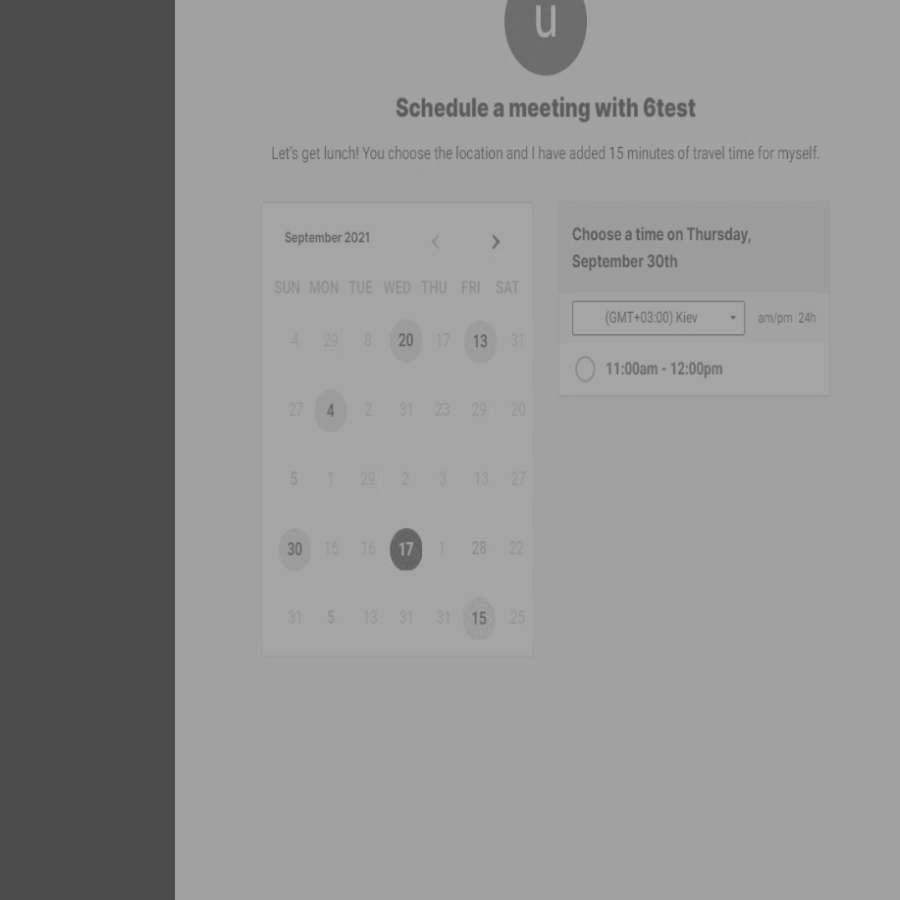 u
Schedule a meeting with 6test
Let's get lunch! You choose the location and I have added 15 minutes of travel time for myself.
September 2021
SUN MON TUE WED THU FRI SAT
4 29 8 20 17 13 31
27 4 2 31 23 29 20
5 1 29 2 3 13 27
30 16 16 17 1 28 22
31 5 13 31 31 15 25
Choose a time on Thursday,
September 30th
(GMT+03:00) Kiev am/pm 24h
11:00am - 12:00pm